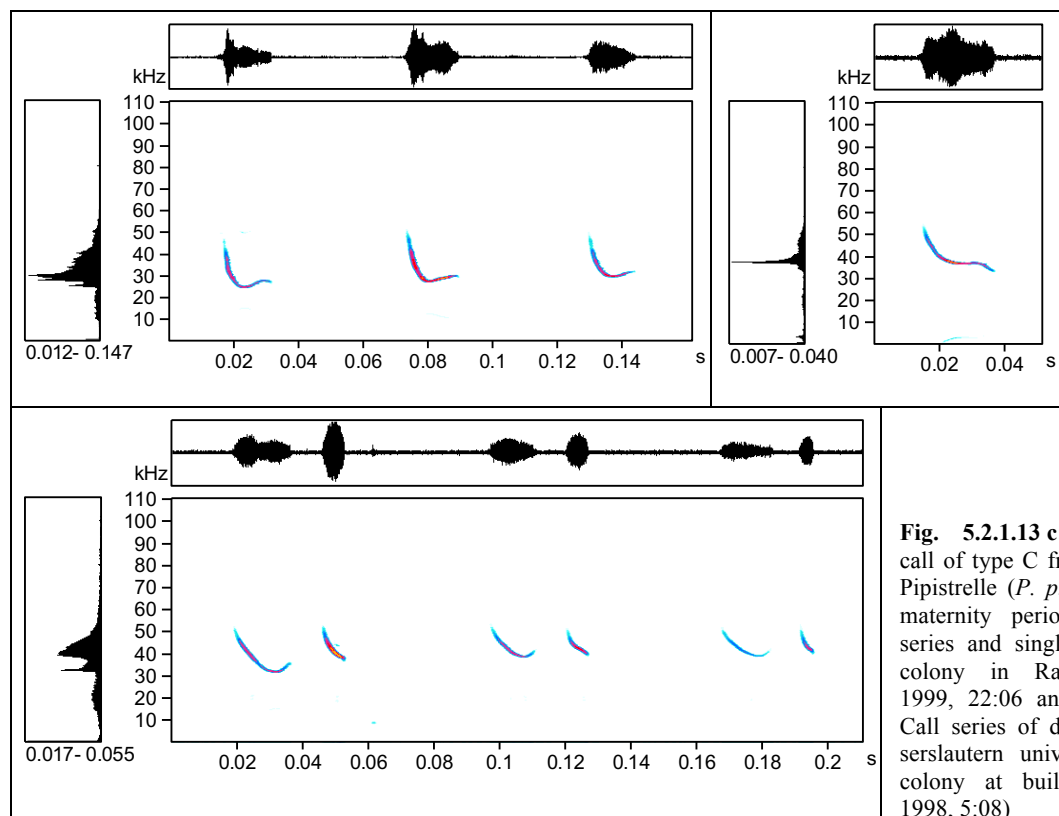 kHz
110
100
90
80
70
60
50
40
30
20
10
0.012- 0.147
0.02 0.04 0.06 0.08 0.1 0.12 0.14 s
kHz
110
100
90
80
70
60
50
40
30
20
10
0.007- 0.040
0.02 0.04 s
kHz
110
100
90
80
70
60
50
40
30
20
10
0.017- 0.055
0.02 0.04 0.06 0.08 0.1 0.12 0.14 0.16 0.18 0.2 s
Fig. 5.2.1.13 c
call of type C fr
Pipistrelle (P. p
maternity perio
series and singl
colony in Ra
1999, 22:06 an
Call series of d
serslautern univ
colony at buil
1998, 5:08)